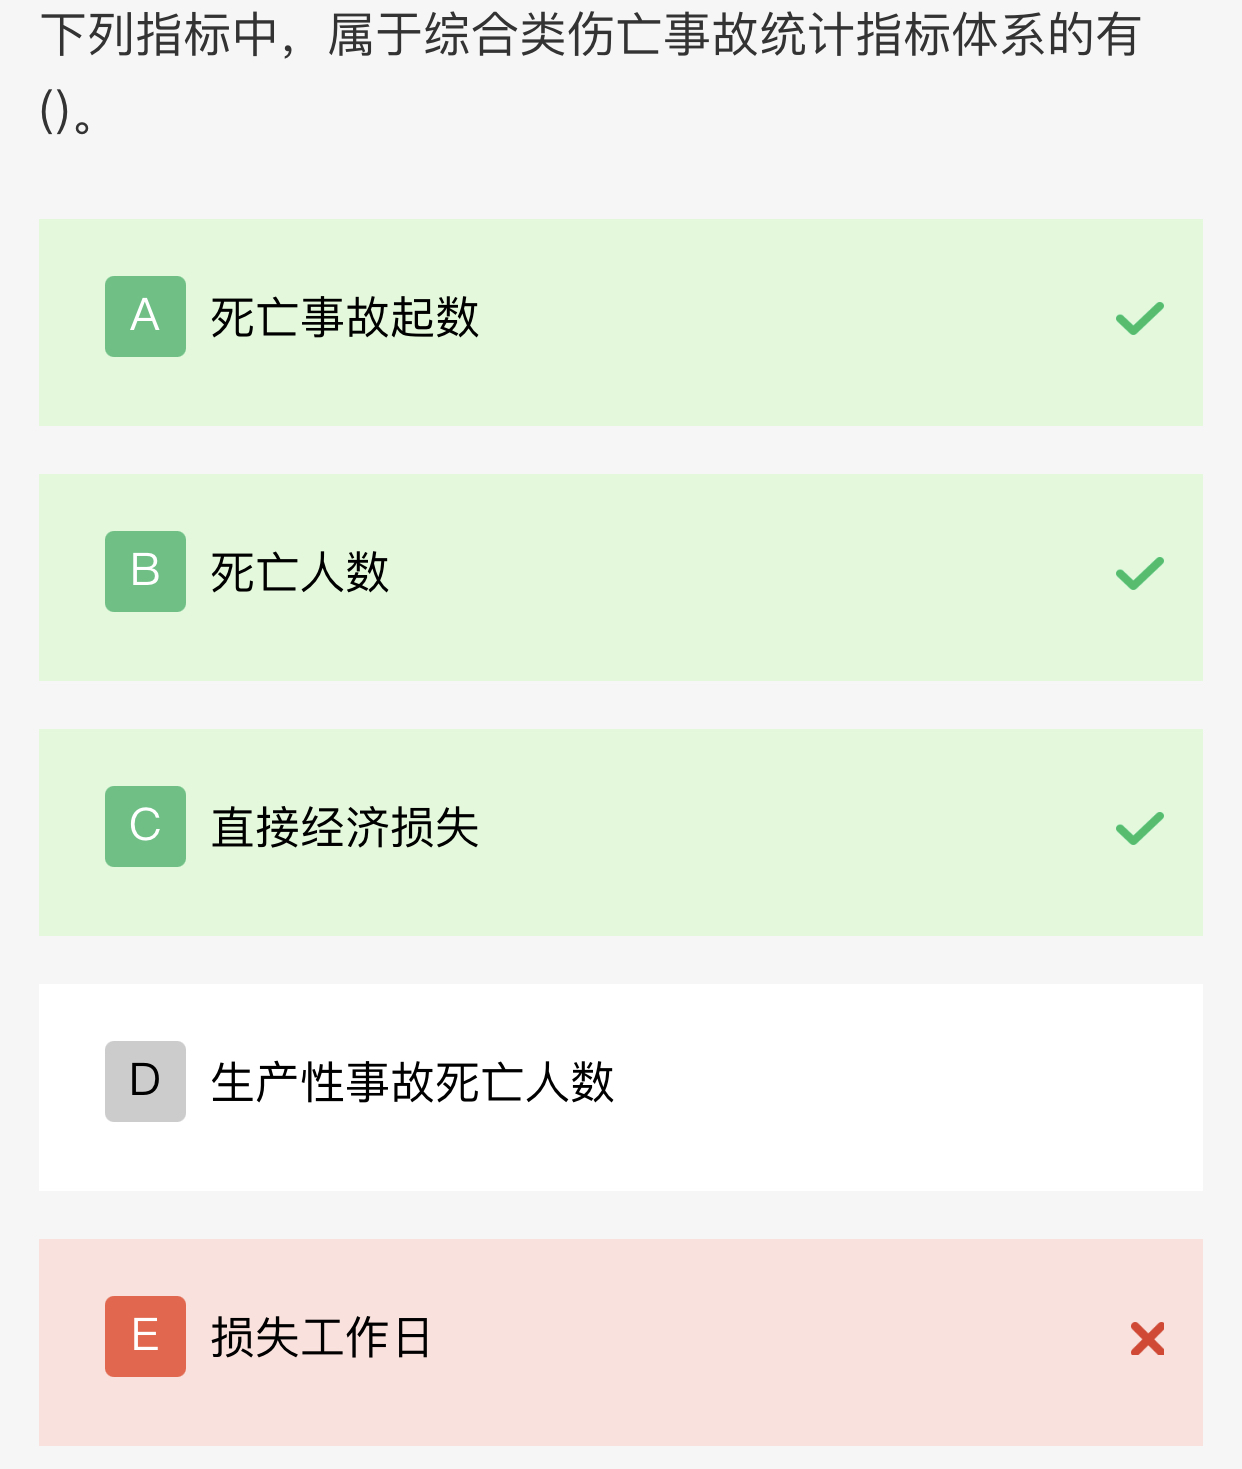 下列指标中，属于综合类伤亡事故统计指标体系的有
()。
A 死亡事故起数
B 死亡人数
C 直接经济损失
D 生产性事故死亡人数
E 损失工作日